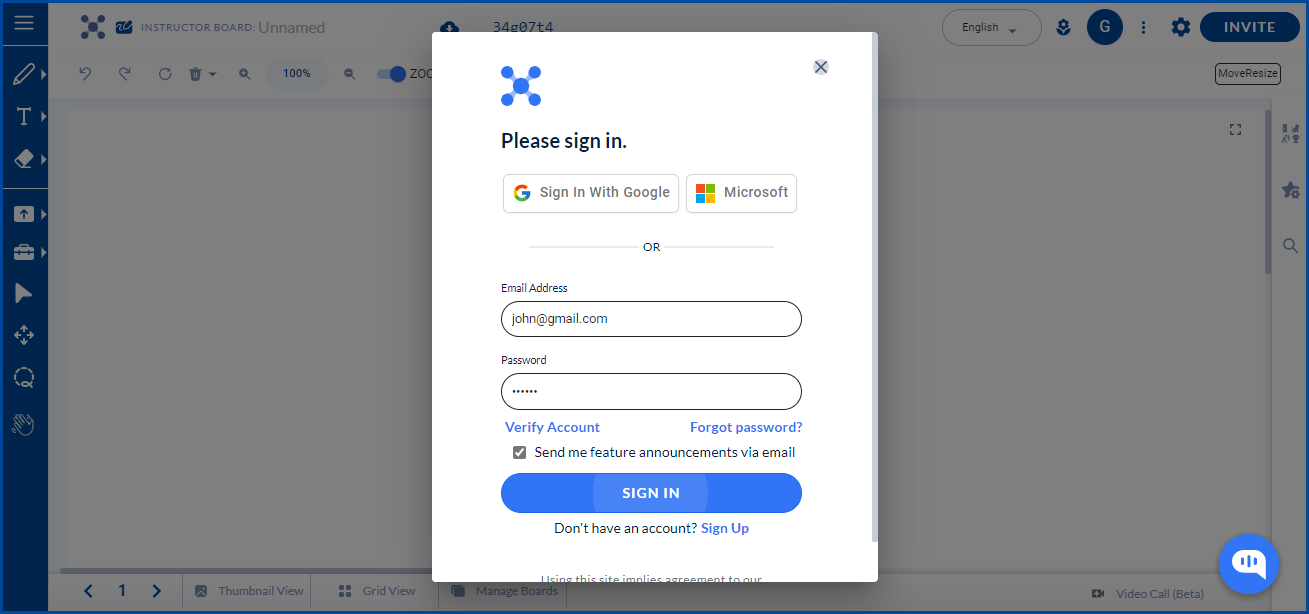 INSTRUCTOR BOARD: Unnamed
34g07t4
English
G
INVITE
100%
ZOO
MoveResize
Please sign in.
Sign In With Google
Microsoft
OR
Email Address
john@gmail.com
Password
••••••
Verify Account
Forgot password?
Send me feature announcements via email
SIGN IN
Don't have an account? Sign Up
Using this site implies agreement to our
1
Thumbnail View
Grid View
Manage Boards
Video Call (Beta)